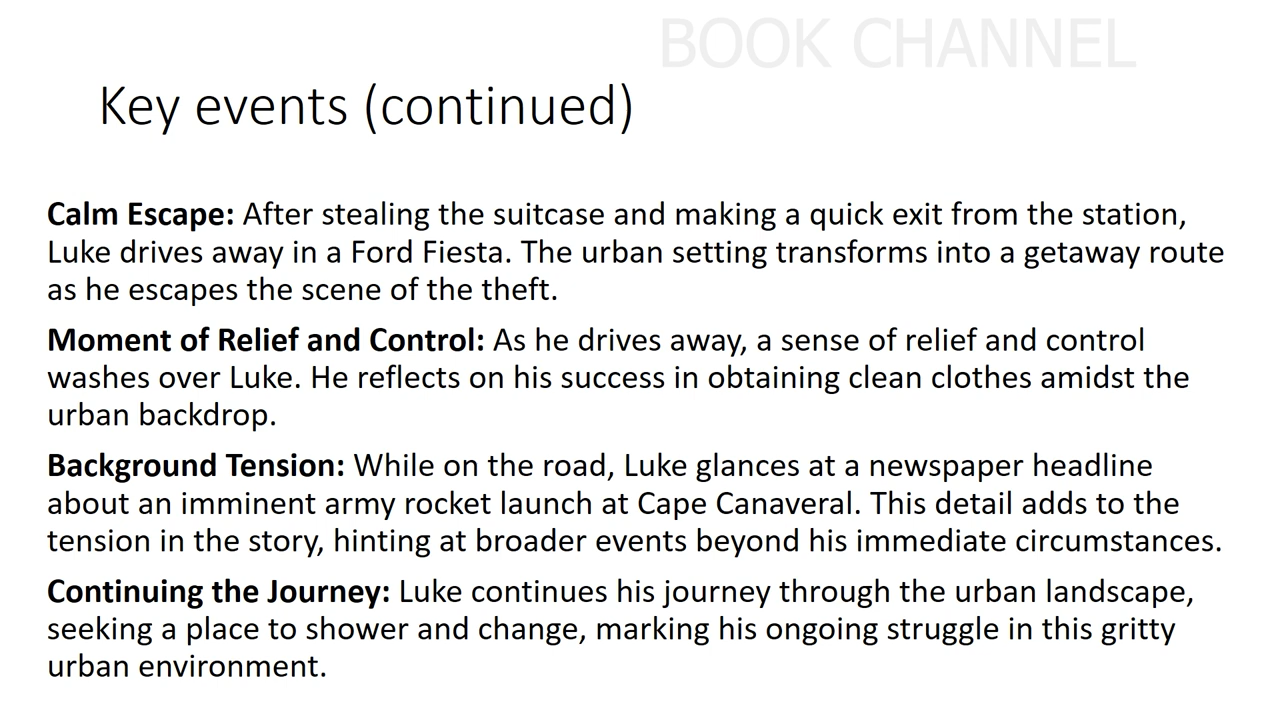 BOOK CHANNEL
Key events (continued)
Calm Escape: After stealing the suitcase and making a quick exit from the station,
Luke drives away in a Ford Fiesta. The urban setting transforms into a getaway route
as he escapes the scene of the theft.
Moment of Relief and Control: As he drives away, a sense of relief and control
washes over Luke. He reflects on his success in obtaining clean clothes amidst the
urban backdrop.
Background Tension: While on the road, Luke glances at a newspaper headline
about an imminent army rocket launch at Cape Canaveral. This detail adds to the
tension in the story, hinting at broader events beyond his immediate circumstances.
Continuing the Journey: Luke continues his journey through the urban landscape,
seeking a place to shower and change, marking his ongoing struggle in this gritty
urban environment.